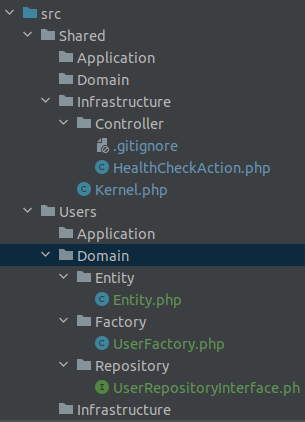 src
Shared
Application
Domain
Infrastructure
Controller
.gitignore
HealthCheckAction.php
Kernel.php
Users
Application
Domain
Entity
Entity.php
Factory
UserFactory.php
Repository
UserRepositoryInterface.ph
Infrastructure